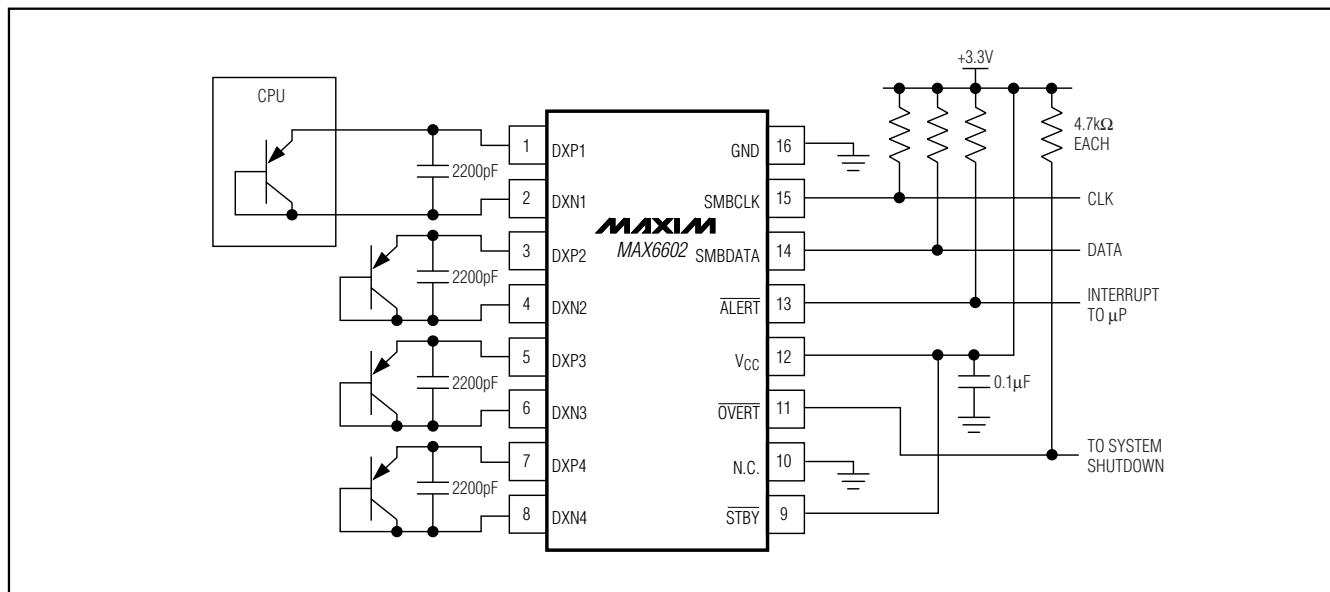 CPU
2200pF
2200pF
2200pF
2200pF
1
DXP1
2
DXN1
3
DXP2
4
DXN2
5
DXP3
6
DXN3
7
DXP4
8
DXN4
MAXIM
MAX6602
GND
16
SMBCLK
15
SMBDATA
14
ALERT
13
VCC
12
OVERT
11
N.C.
10
STBY
9
+3.3V
4.7kΩ
EACH
CLK
DATA
INTERRUPT
TO μP
0.1μF
TO SYSTEM
SHUTDOWN